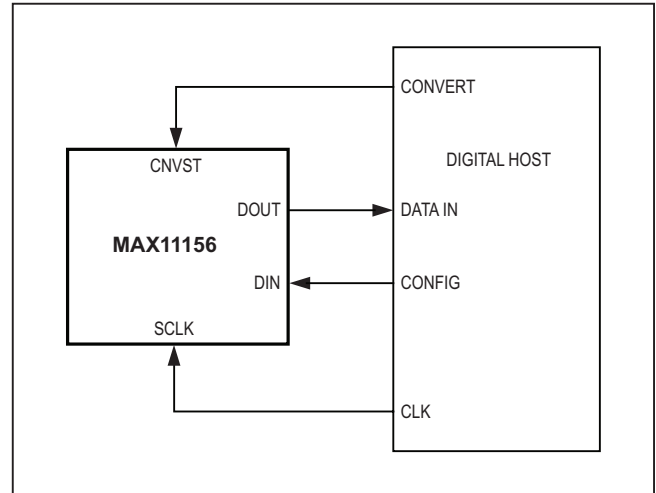 CONVERT
CNVST
DIGITAL HOST
DOUT
DATA IN
MAX11156
DIN
CONFIG
SCLK
CLK